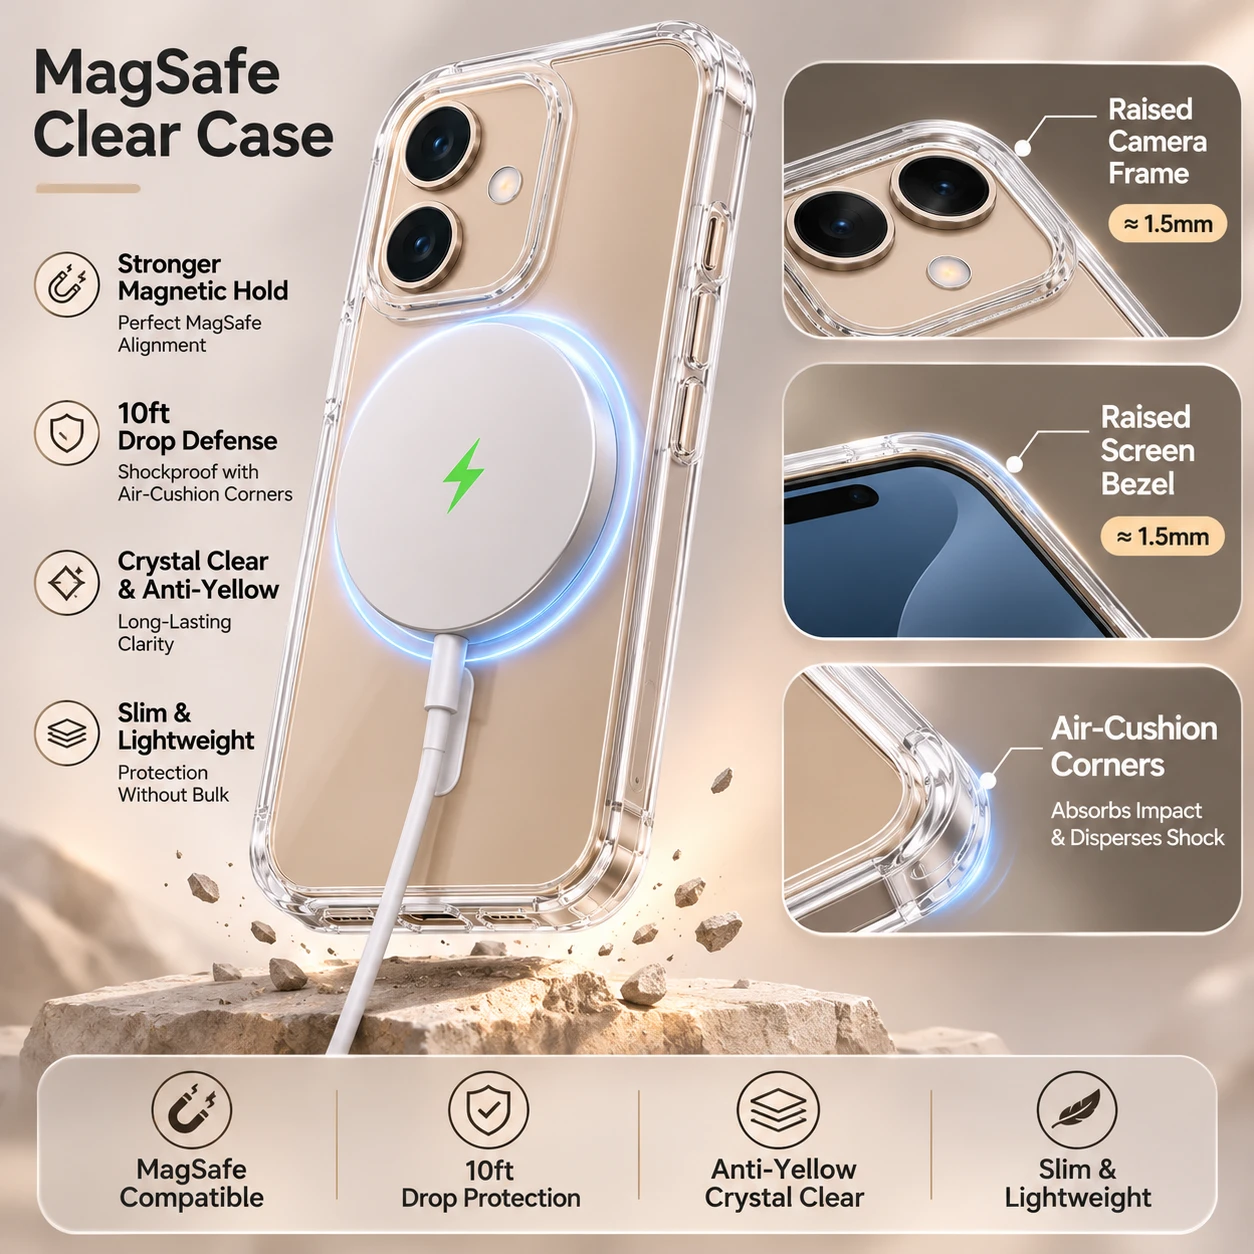 MagSafe
Clear Case
Stronger
Magnetic Hold
Perfect MagSafe
Alignment
10ft
Drop Defense
Shockproof with
Air-Cushion Corners
Crystal Clear
& Anti-Yellow
Long-Lasting
Clarity
Slim &
Lightweight
Protection
Without Bulk
Raised
Camera
Frame
≈ 1.5mm
Raised
Screen
Bezel
≈ 1.5mm
Air-Cushion
Corners
Absorbs Impact
& Disperses Shock
MagSafe
Compatible
10ft
Drop Protection
Anti-Yellow
Crystal Clear
Slim &
Lightweight